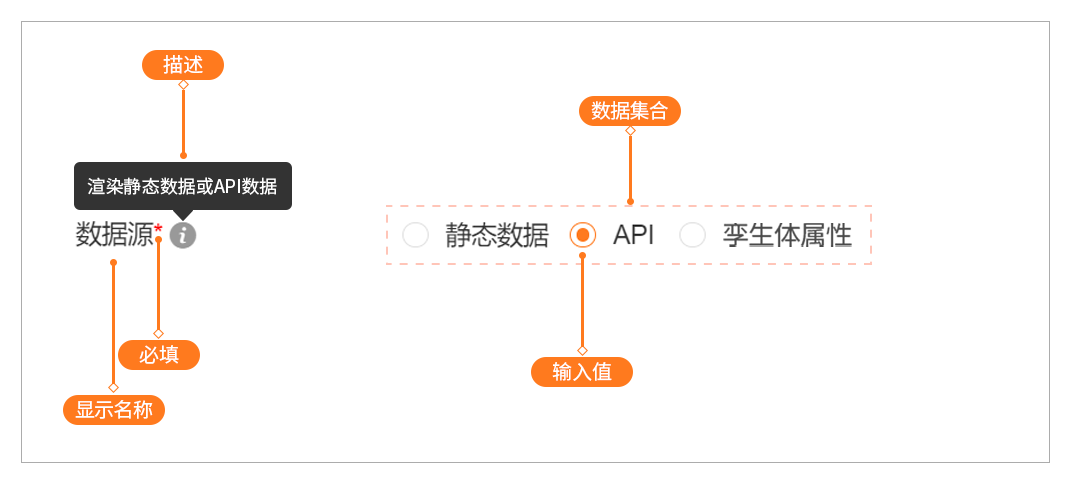 描述
数据集合
渲染静态数据或API数据
数据源* i
静态数据 API 孪生体属性
必填
输入值
显示名称